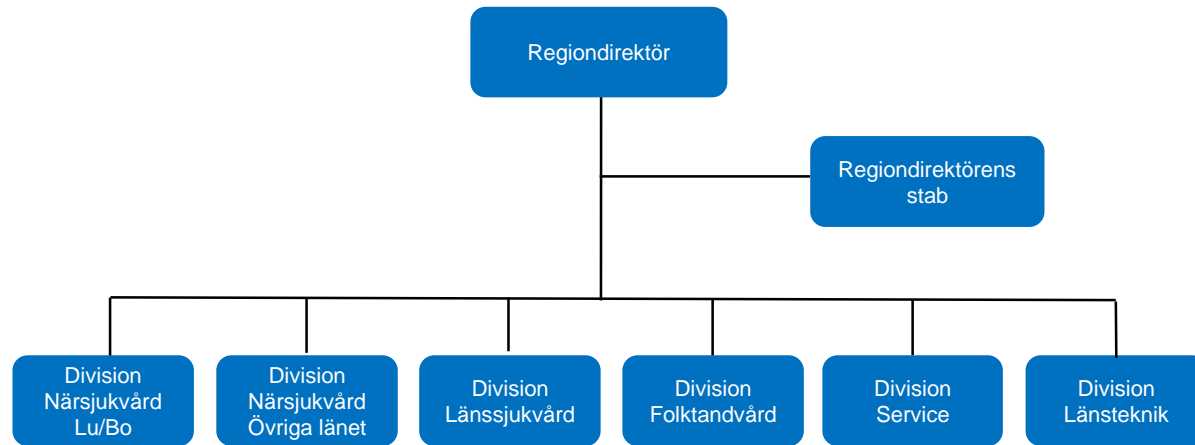 Regiondirektör
Regiondirektörens
stab
Division
Närsjukvård
Lu/Bo
Division
Närsjukvård
Övriga länet
Division
Länssjukvård
Division
Folktandvård
Division
Service
Division
Länsteknik